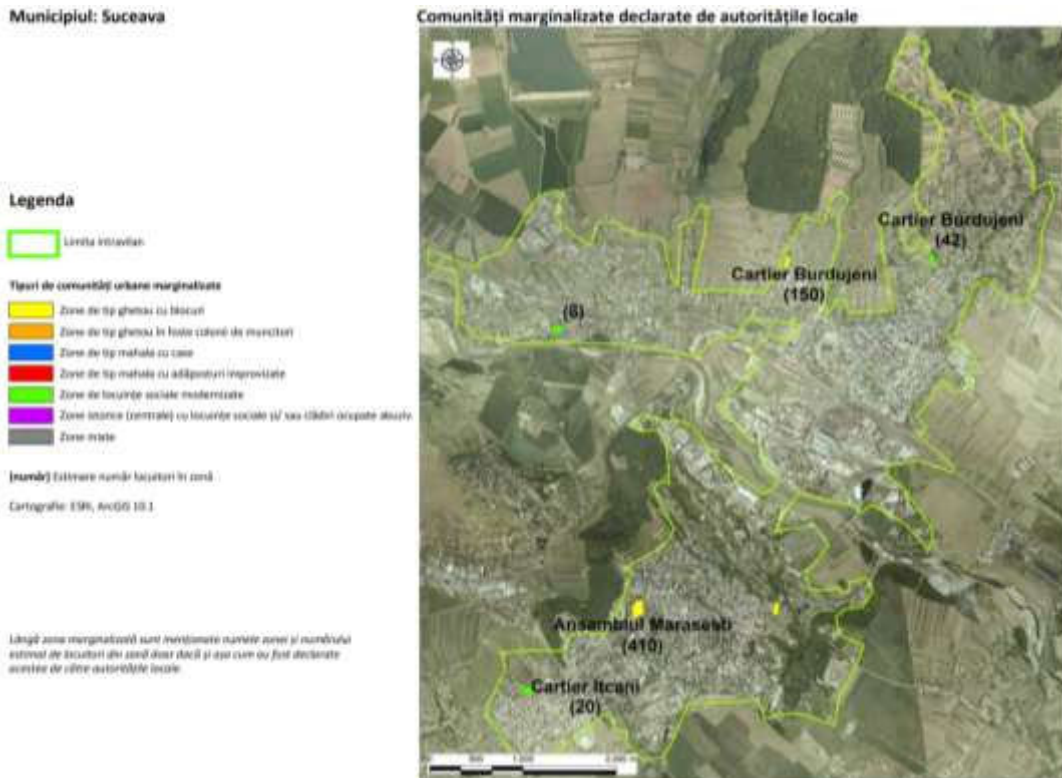 Municipiul: Suceava
Comunități marginalizate declarate de autoritățile locale
Legenda
Limita intravilan
Tipuri de comunități urbane marginalizate
Zone de tip ghetou cu blocuri
Zone de tip ghetou în foste colonii de muncitori
Zone de tip mahala cu case
Zone de tip mahala cu adăposturi improvizate
Zone de locuințe sociale modernizate
Zone istorice (centrale) cu locuințe sociale și/ sau clădiri ocupate abuziv
Zone mixte
(număr) Estimare număr locuitori în zonă
Cartografie: ESRI, ArcGIS 10.1
Lângă zona marginalizată sunt menționate numele zonei și numărului
estimat de locuitori din zonă doar dacă și așa cum au fost declarate
acestea de către autoritățile locale
Cartier Burdujeni
(42)
Cartier Burdujeni
(150)
Ansamblul Marasesti
(410)
Cartier Itcani
(20)